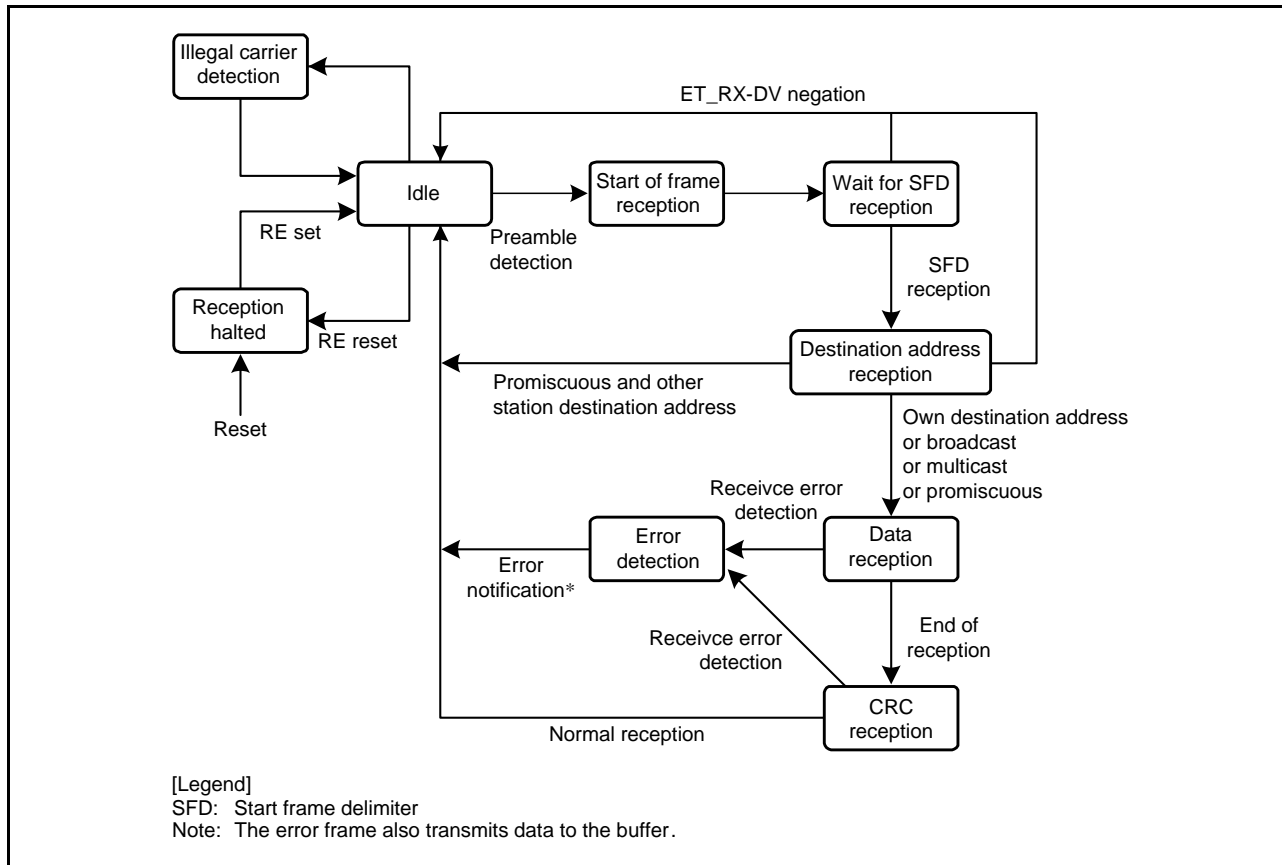 Illegal carrier
detection
ET_RX-DV negation
Idle
Start of frame
reception
Wait for SFD
reception
RE set
Preamble
detection
SFD
reception
Reception
halted
RE reset
Destination address
reception
Promiscuous and other
station destination address
Reset
Own destination address
or broadcast
or multicast
or promiscuous
Receivce error
detection
Error
detection
Data
reception
Error
notification*
End of
reception
Receivce error
detection
CRC
reception
Normal reception
[Legend]
SFD: Start frame delimiter
Note: The error frame also transmits data to the buffer.